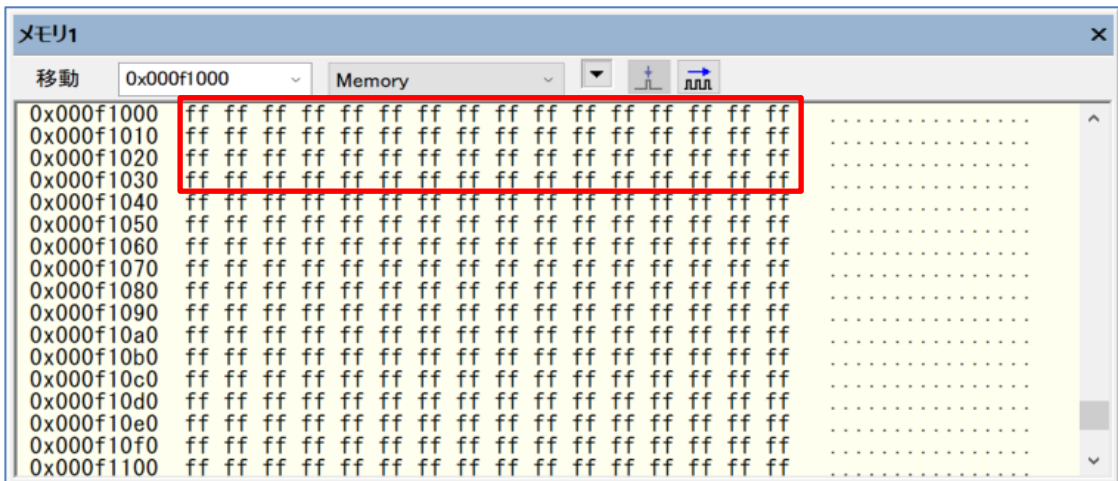 メモリ1
移動 0x000f1000 Memory
0x000f1000 ff ff ff ff ff ff ff ff ff ff ff ff ff ff ff ff ................
0x000f1010 ff ff ff ff ff ff ff ff ff ff ff ff ff ff ff ff ................
0x000f1020 ff ff ff ff ff ff ff ff ff ff ff ff ff ff ff ff ................
0x000f1030 ff ff ff ff ff ff ff ff ff ff ff ff ff ff ff ff ................
0x000f1040 ff ff ff ff ff ff ff ff ff ff ff ff ff ff ff ff ................
0x000f1050 ff ff ff ff ff ff ff ff ff ff ff ff ff ff ff ff ................
0x000f1060 ff ff ff ff ff ff ff ff ff ff ff ff ff ff ff ff ................
0x000f1070 ff ff ff ff ff ff ff ff ff ff ff ff ff ff ff ff ................
0x000f1080 ff ff ff ff ff ff ff ff ff ff ff ff ff ff ff ff ................
0x000f1090 ff ff ff ff ff ff ff ff ff ff ff ff ff ff ff ff ................
0x000f10a0 ff ff ff ff ff ff ff ff ff ff ff ff ff ff ff ff ................
0x000f10b0 ff ff ff ff ff ff ff ff ff ff ff ff ff ff ff ff ................
0x000f10c0 ff ff ff ff ff ff ff ff ff ff ff ff ff ff ff ff ................
0x000f10d0 ff ff ff ff ff ff ff ff ff ff ff ff ff ff ff ff ................
0x000f10e0 ff ff ff ff ff ff ff ff ff ff ff ff ff ff ff ff ................
0x000f10f0 ff ff ff ff ff ff ff ff ff ff ff ff ff ff ff ff ................
0x000f1100 ff ff ff ff ff ff ff ff ff ff ff ff ff ff ff ff ................